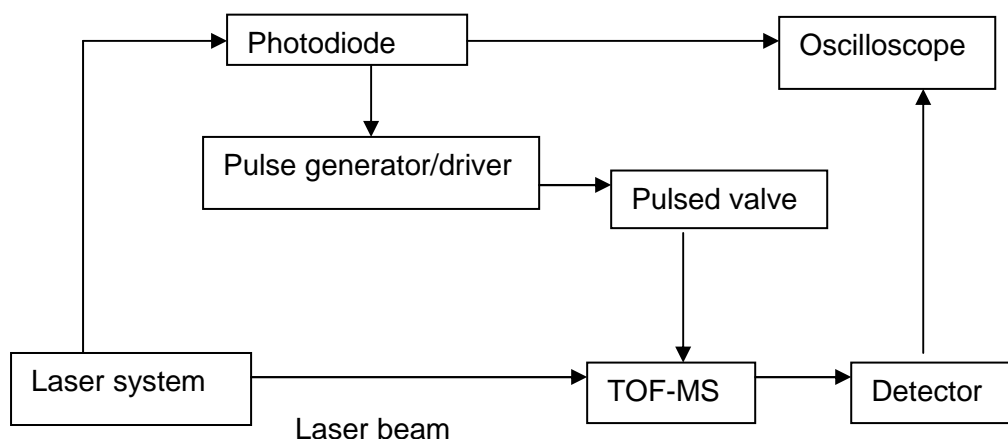 Photodiode
Oscilloscope
Pulse generator/driver
Pulsed valve
Laser system
TOF-MS
Detector
Laser beam